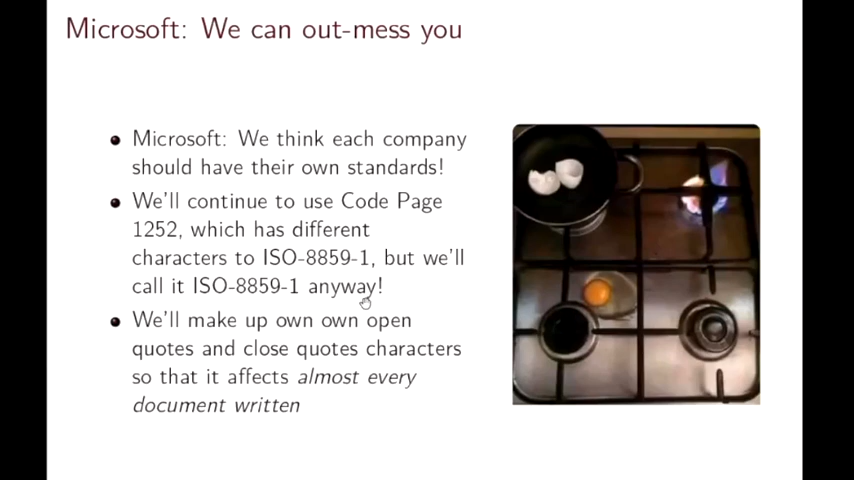 Microsoft: We can out-mess you
Microsoft: We think each company
should have their own standards!
We'll continue to use Code Page
1252, which has different
characters to ISO-8859-1, but we'll
call it ISO-8859-1 anyway!
We'll make up own own open
quotes and close quotes characters
so that it affects almost every
document written